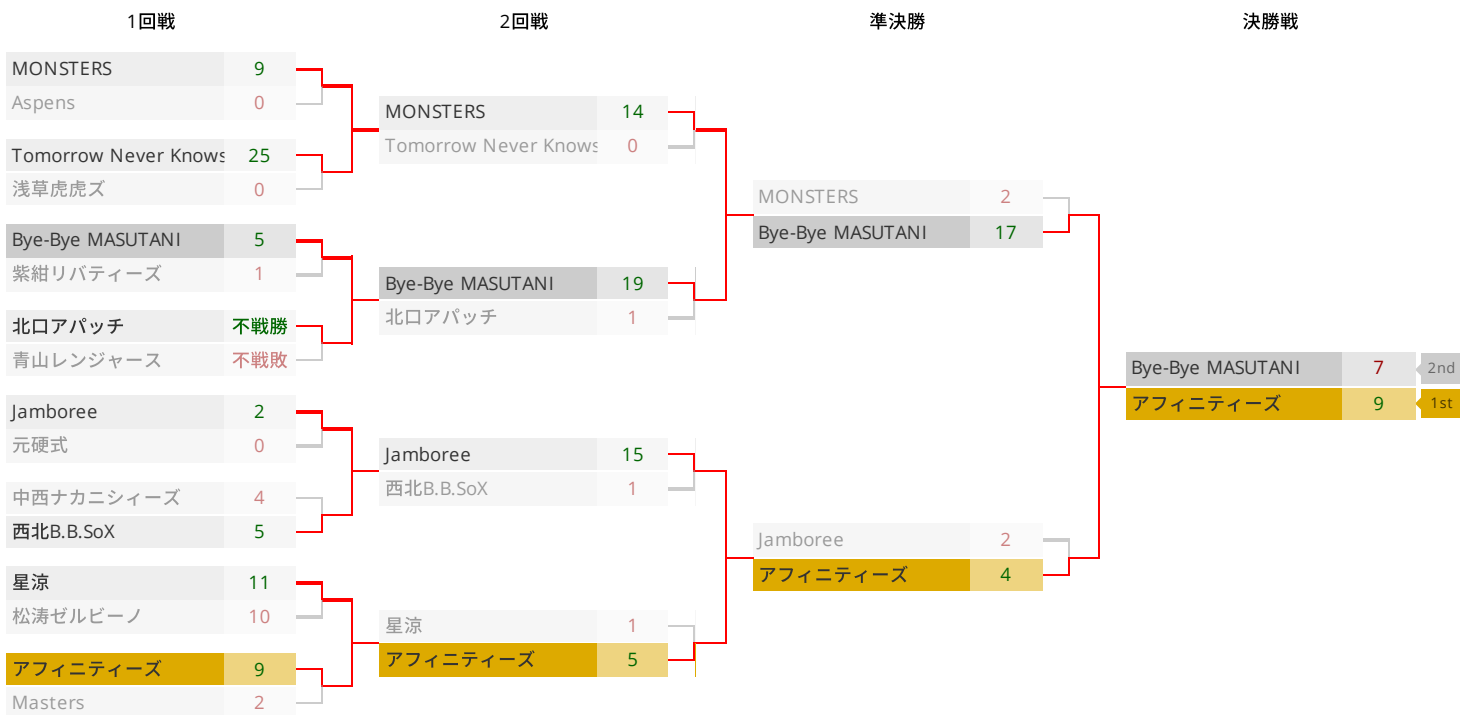 1回戦
2回戦
準決勝
決勝戦
MONSTERS 9
Aspens 0
Tomorrow Never Knows 25
浅草虎虎ズ 0
Bye-Bye MASUTANI 5
紫紺リバティーズ 1
北口アパッチ 不戦勝
青山レンジャース 不戦敗
Jamboree 2
元硬式 0
中西ナカニシィーズ 4
西北B.B.SoX 5
星涼 11
松涛ゼルビーノ 10
アフィニティーズ 9
Masters 2
MONSTERS 14
Tomorrow Never Knows 0
Bye-Bye MASUTANI 19
北口アパッチ 1
Jamboree 15
西北B.B.SoX 1
星涼 1
アフィニティーズ 5
MONSTERS 2
Bye-Bye MASUTANI 17
Jamboree 2
アフィニティーズ 4
Bye-Bye MASUTANI 7 2nd
アフィニティーズ 9 1st